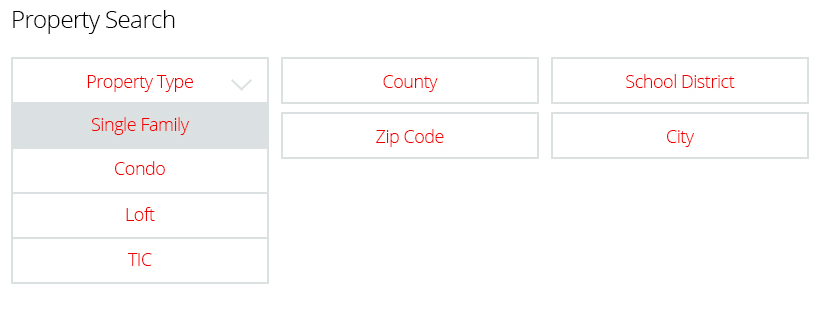 Property Search
Property Type
County
School District
Single Family
Zip Code
City
Condo
Loft
TIC